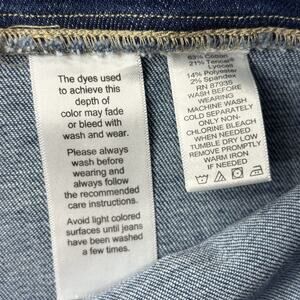 The dyes used
to achieve this
depth of
color may fade
or bleed with
wash and wear.
Please always
wash before
wearing and
always follow
the recommended
care instructions.
Avoid light colored
surfaces until jeans
have been washed
a few times.
63% Cotton
21% Tencel
Lyocell
14% Polyester
2% Spandex
RN 87935
WASH BEFORE
WEARING
MACHINE WASH
COLD SEPARATELY
ONLY NON-
CHLORINE BLEACH
WHEN NEEDED
TUMBLE DRY LOW
REMOVE PROMPTLY
WARM IRON
IF NEEDED